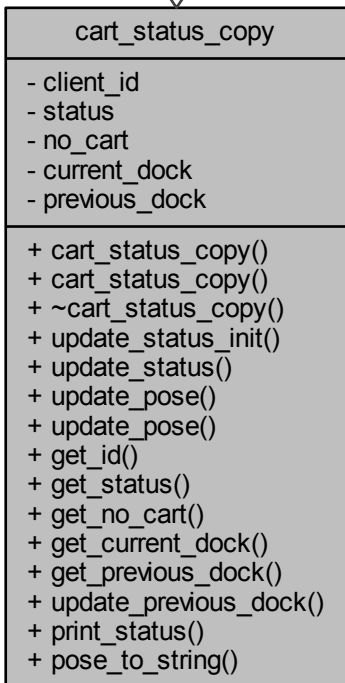 cart_status_copy
- client_id
- status
- no_cart
- current_dock
- previous_dock
+ cart_status_copy()
+ cart_status_copy()
+ ~cart_status_copy()
+ update_status_init()
+ update_status()
+ update_pose()
+ update_pose()
+ get_id()
+ get_status()
+ get_no_cart()
+ get_current_dock()
+ get_previous_dock()
+ update_previous_dock()
+ print_status()
+ pose_to_string()